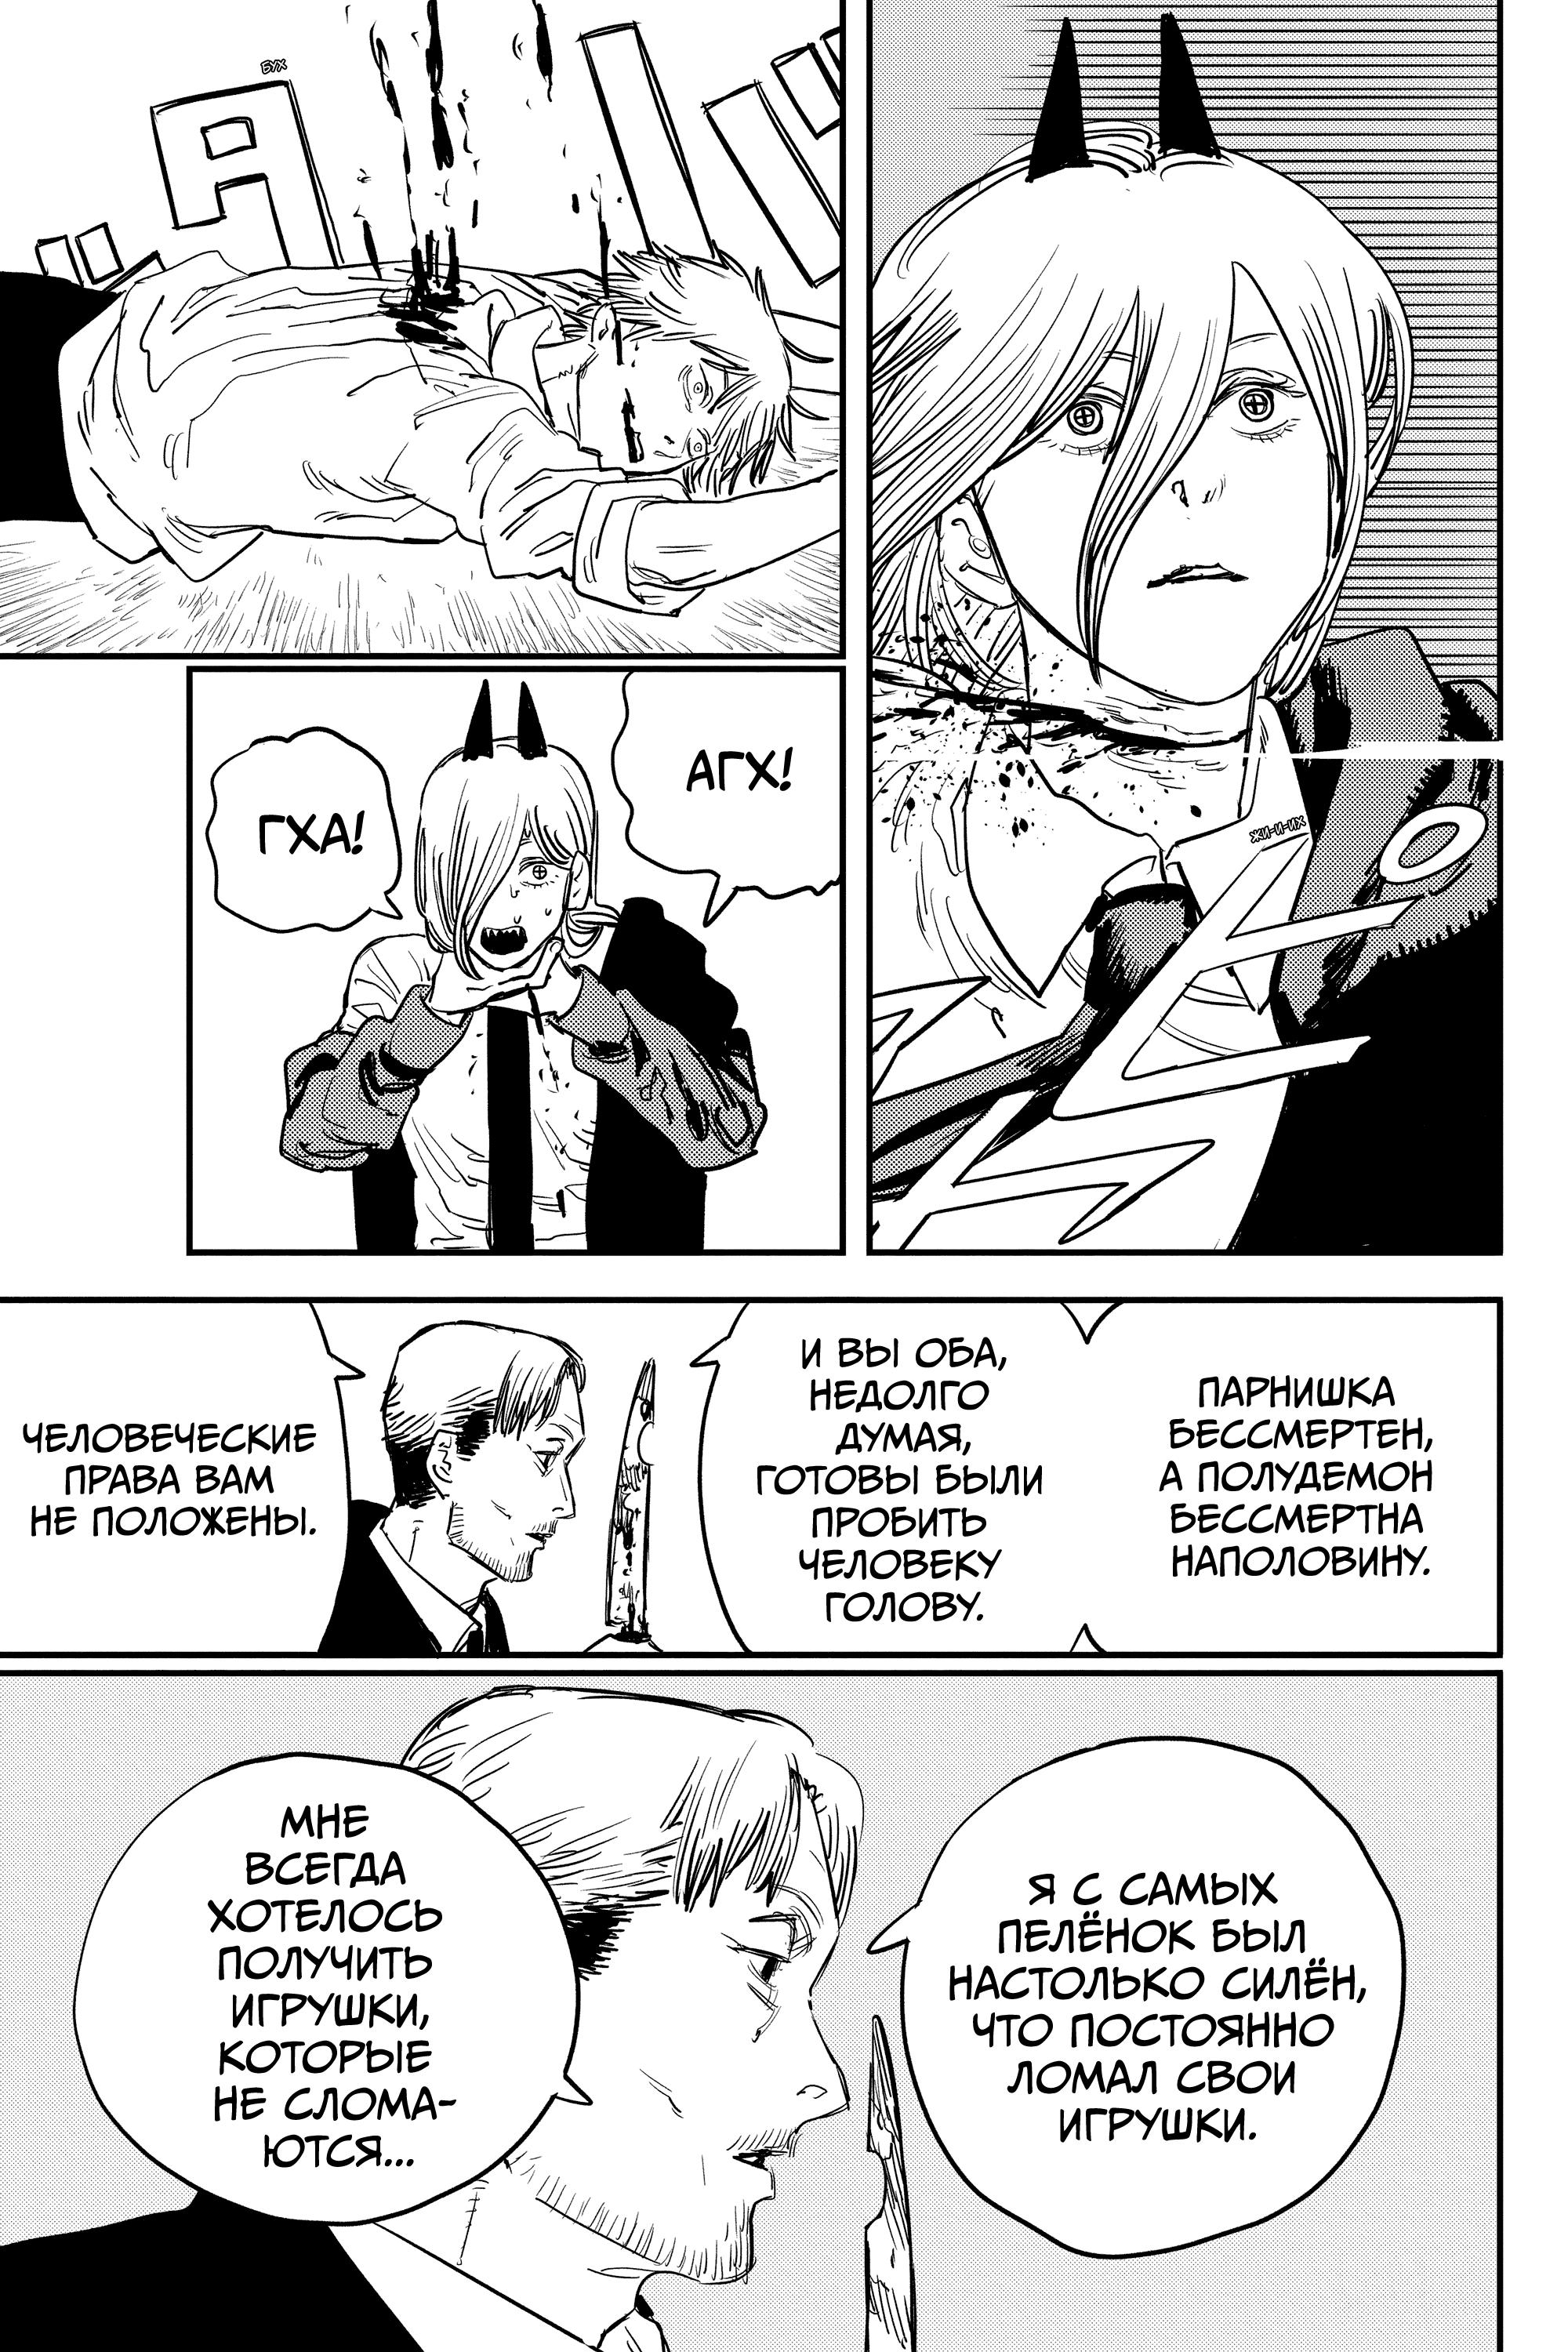 ЖИ-И-ИХ
БУХ
АГХ!
ГХА!
ПАРНИШКА
БЕССМЕРТЕН,
А ПОЛУДЕМОН
БЕССМЕРТНА
НАПОЛОВИНУ.
И ВЫ ОБА,
НЕДОЛГО
ДУМАЯ,
ГОТОВЫ БЫЛИ
ПРОБИТЬ
ЧЕЛОВЕКУ
ГОЛОВУ.
ЧЕЛОВЕЧЕСКИЕ
ПРАВА ВАМ
НЕ ПОЛОЖЕНЫ.
Я С САМЫХ
ПЕЛЁНОК БЫЛ
НАСТОЛЬКО СИЛЁН,
ЧТО ПОСТОЯННО
ЛОМАЛ СВОИ
ИГРУШКИ.
МНЕ
ВСЕГДА
ХОТЕЛОСЬ
ПОЛУЧИТЬ
ИГРУШКИ,
КОТОРЫЕ
НЕ СЛОМА-
ЮТСЯ...